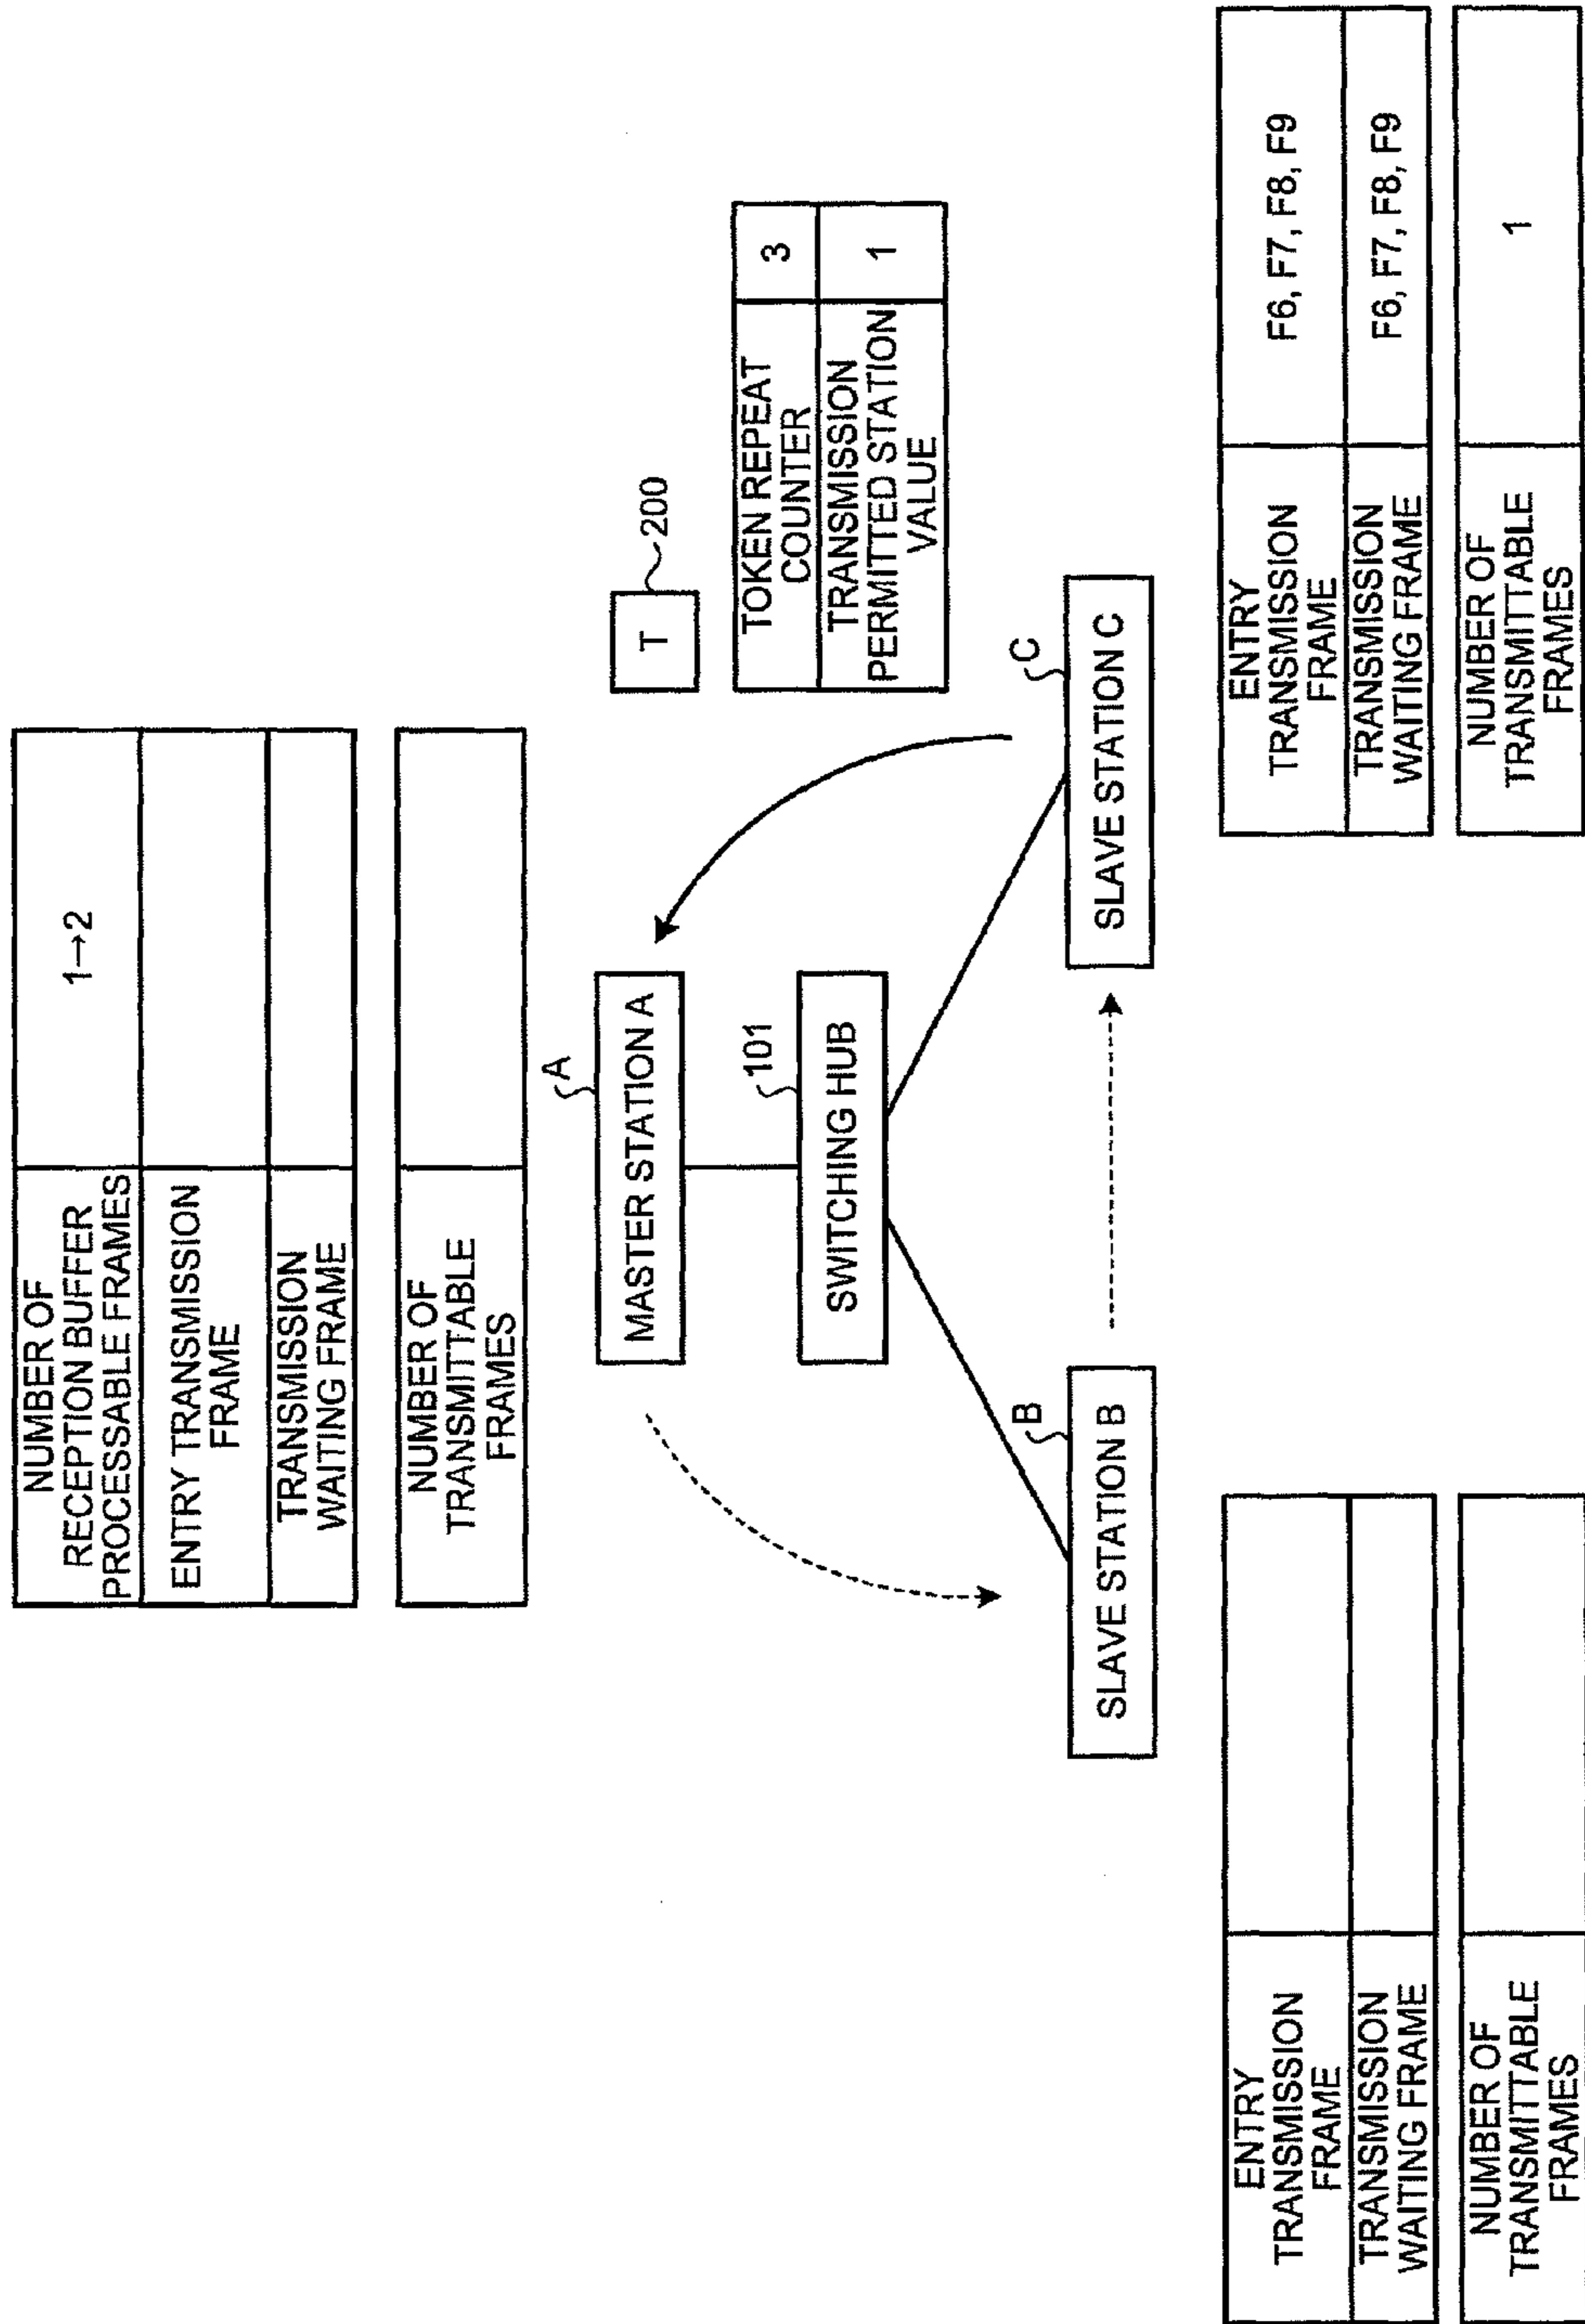 NUMBER OF
RECEPTION BUFFER
PROCESSABLE FRAMES
1→2
ENTRY TRANSMISSION
FRAME
TRANSMISSION
WAITING FRAME
NUMBER OF
TRANSMITTABLE
FRAMES
A
MASTER STATION A
T
200
101
SWITCHING HUB
TOKEN REPEAT
COUNTER
3
TRANSMISSION
PERMITTED STATION
VALUE
1
B
SLAVE STATION B
C
SLAVE STATION C
ENTRY
TRANSMISSION
FRAME
TRANSMISSION
WAITING FRAME
NUMBER OF
TRANSMITTABLE
FRAMES
ENTRY
TRANSMISSION
FRAME
F6, F7, F8, F9
TRANSMISSION
WAITING FRAME
F6, F7, F8, F9
NUMBER OF
TRANSMITTABLE
FRAMES
1